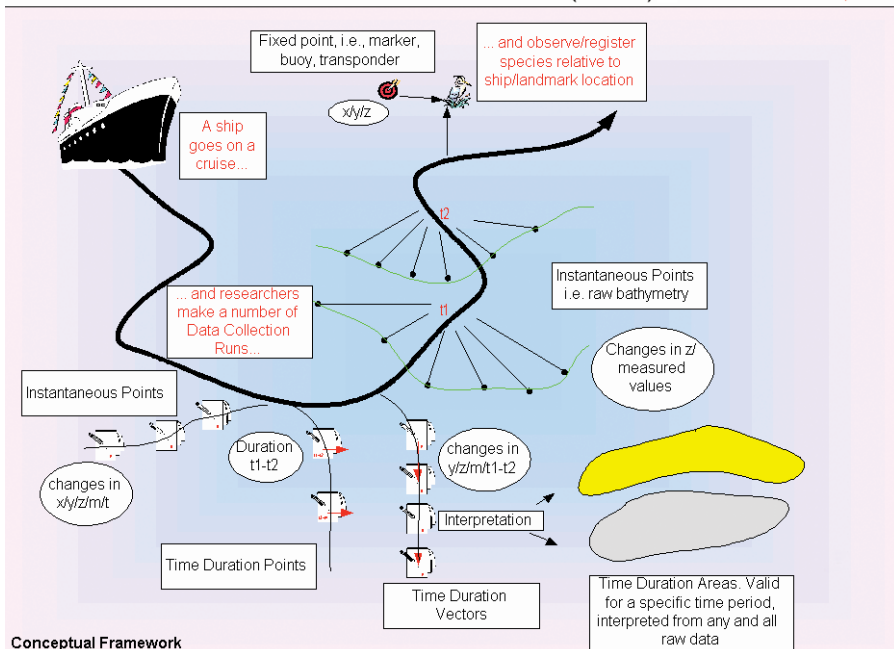 Fixed point, i.e., marker,
buoy, transponder
... and observe/register
species relative to
ship/landmark location
x/y/z
A ship
goes on a
cruise...
t2
Instantaneous Points
i.e. raw bathymetry
... and researchers
make a number of
Data Collection
Runs...
t1
Changes in z/
measured
values
Instantaneous Points
Duration
t1-t2
changes in
y/z/m/t1-t2
changes in
x/y/z/m/t
Interpretation
Time Duration Points
Time Duration
Vectors
Time Duration Areas. Valid
for a specific time period,
interpreted from any and all
raw data
Conceptual Framework